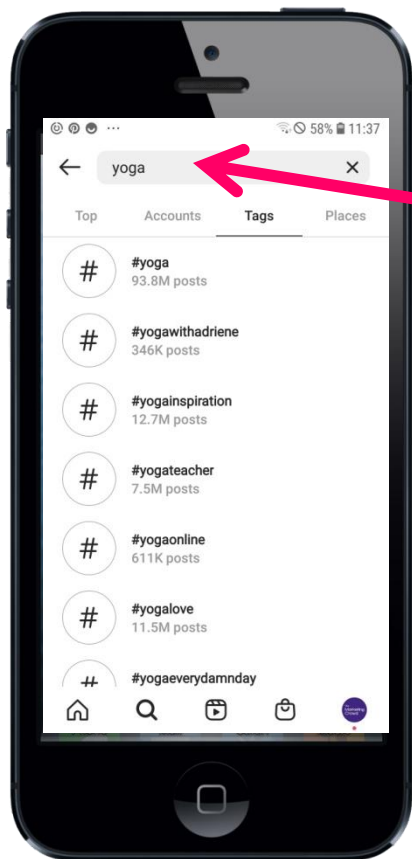 58% 11:37
yoga
Top Accounts Tags Places
#yoga
93.8M posts
#yogawithadriene
346K posts
#yogainspiration
12.7M posts
#yogateacher
7.5M posts
#yogaonline
611K posts
#yogalove
11.5M posts
#yogaeverydamnday